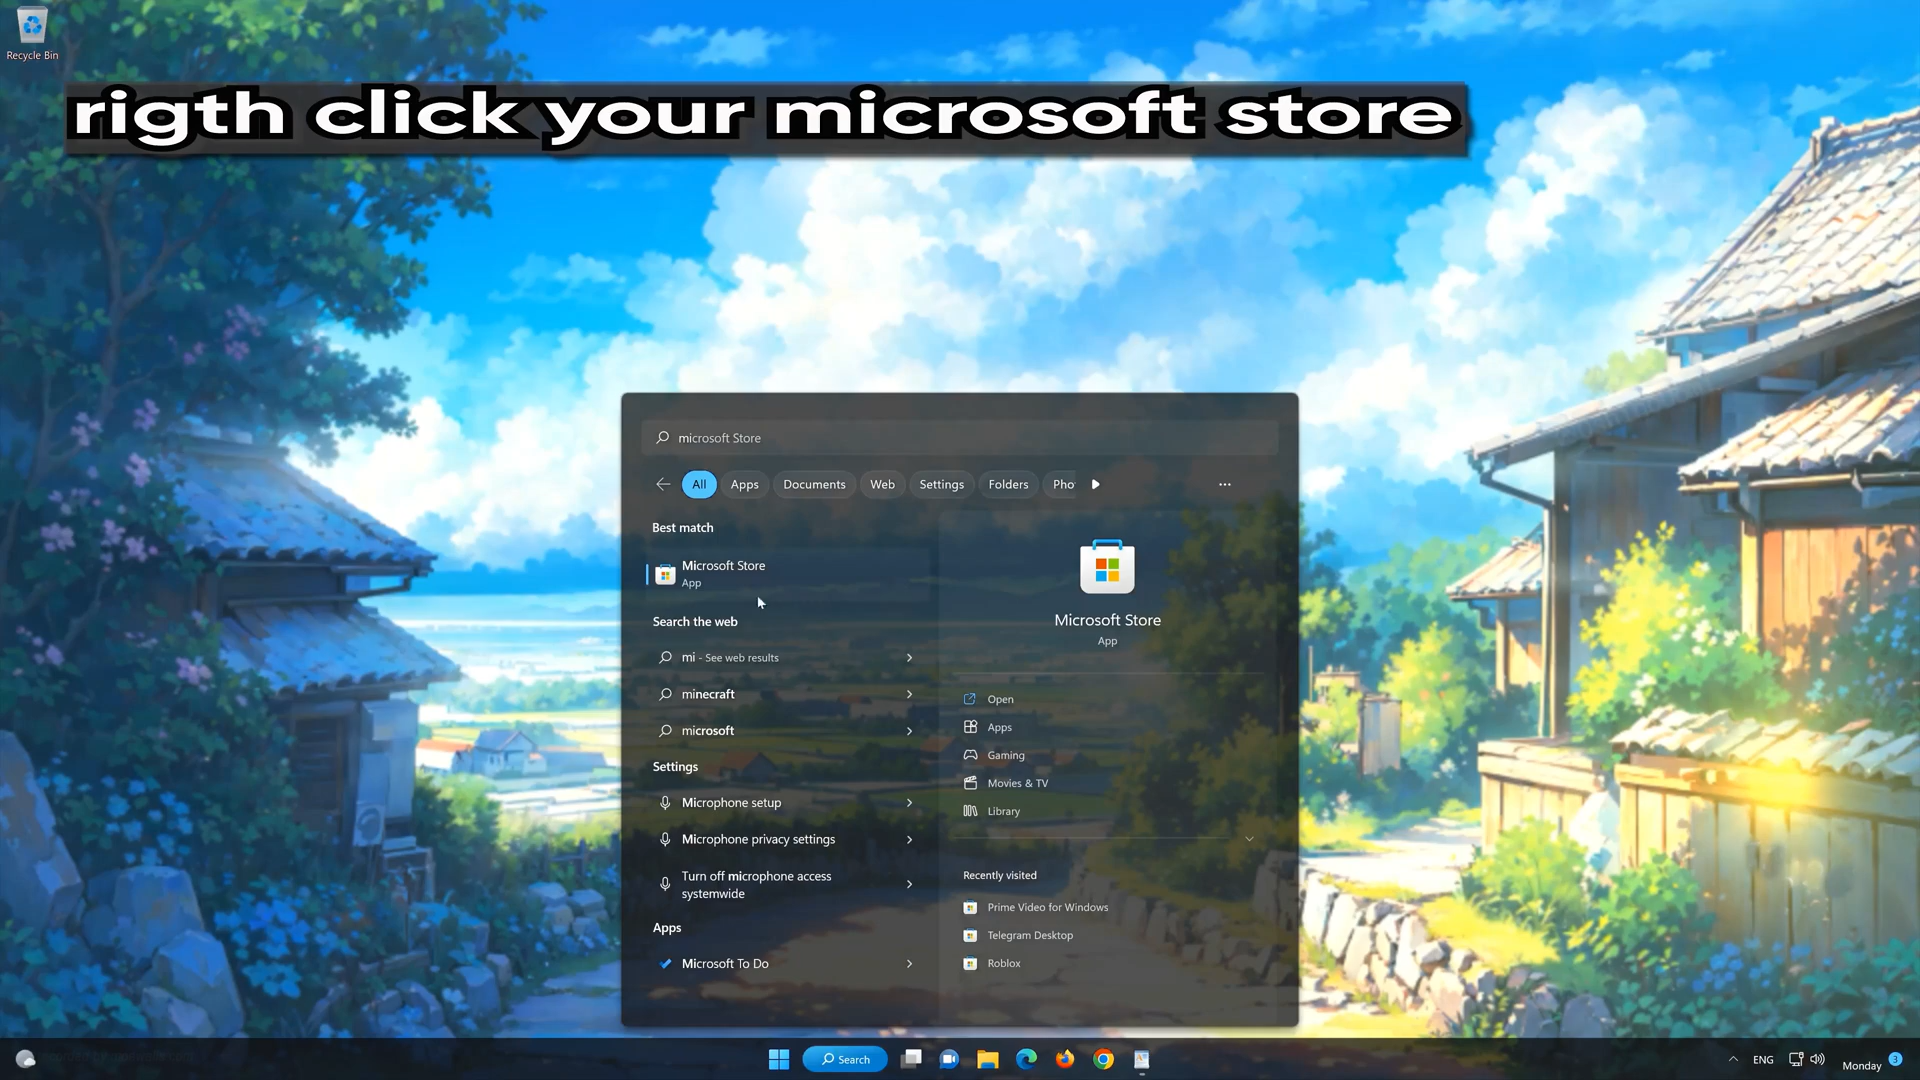 Recycle Bin
rigth click your microsoft store
microsoft Store
All Apps Documents Web Settings Folders Pho
Best match
Microsoft Store
App
Search the web
mi - See web results
minecraft
microsoft
Settings
Microphone setup
Microphone privacy settings
Turn off microphone access
systemwide
Apps
Microsoft To Do
Microsoft Store
App
Open
Apps
Gaming
Movies & TV
Library
Recently visited
Prime Video for Windows
Telegram Desktop
Roblox
Search
ENG
Monday 3